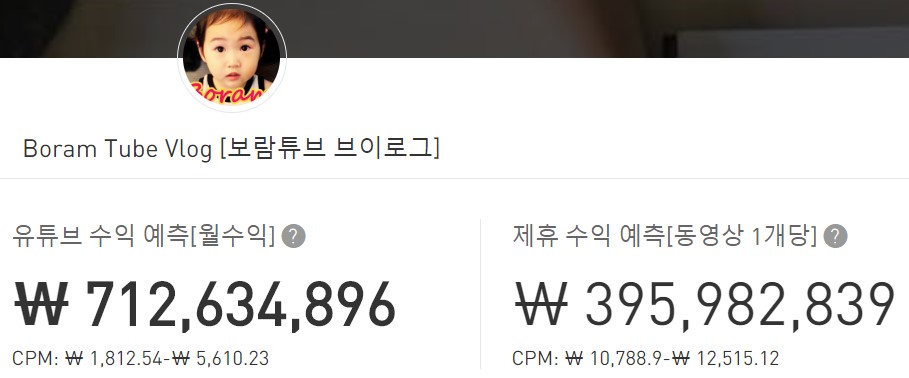 Boram
Boram Tube Vlog [보람튜브 브이로그]
유튜브 수익 예측[월수익] ?
₩ 712,634,896
CPM: ₩ 1,812.54-₩ 5,610.23
제휴 수익 예측[동영상 1개당] ?
₩ 395,982,839
CPM: ₩ 10,788.9-₩ 12,515.12